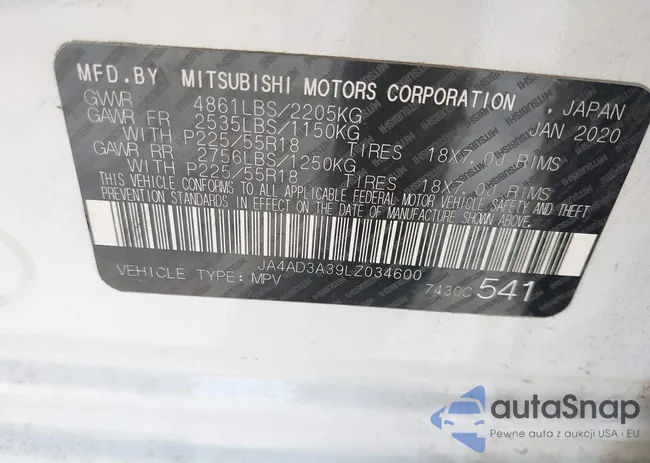 MFD.BY MITSUBISHI MOTORS CORPORATION , JAPAN
GVWR 4861LBS/2205KG JAN 2020
GAWR FR 2535LBS/1150KG
WITH P225/55R18 TIRES 18X7.0J RIMS
GAWR RR 2756LBS/1250KG
WITH P225/55R18 TIRES 18X7.0J RIMS
THIS VEHICLE CONFORMS TO ALL APPLICABLE FEDERAL MOTOR VEHICLE SAFETY AND THEFT
PREVENTION STANDARDS IN EFFECT ON THE DATE OF MANUFACTURE SHOWN ABOVE.
JA4AD3A39LZ034600
VEHICLE TYPE: MPV 7430C 541
autaSnap
Pewne auta z aukcji USA i EU